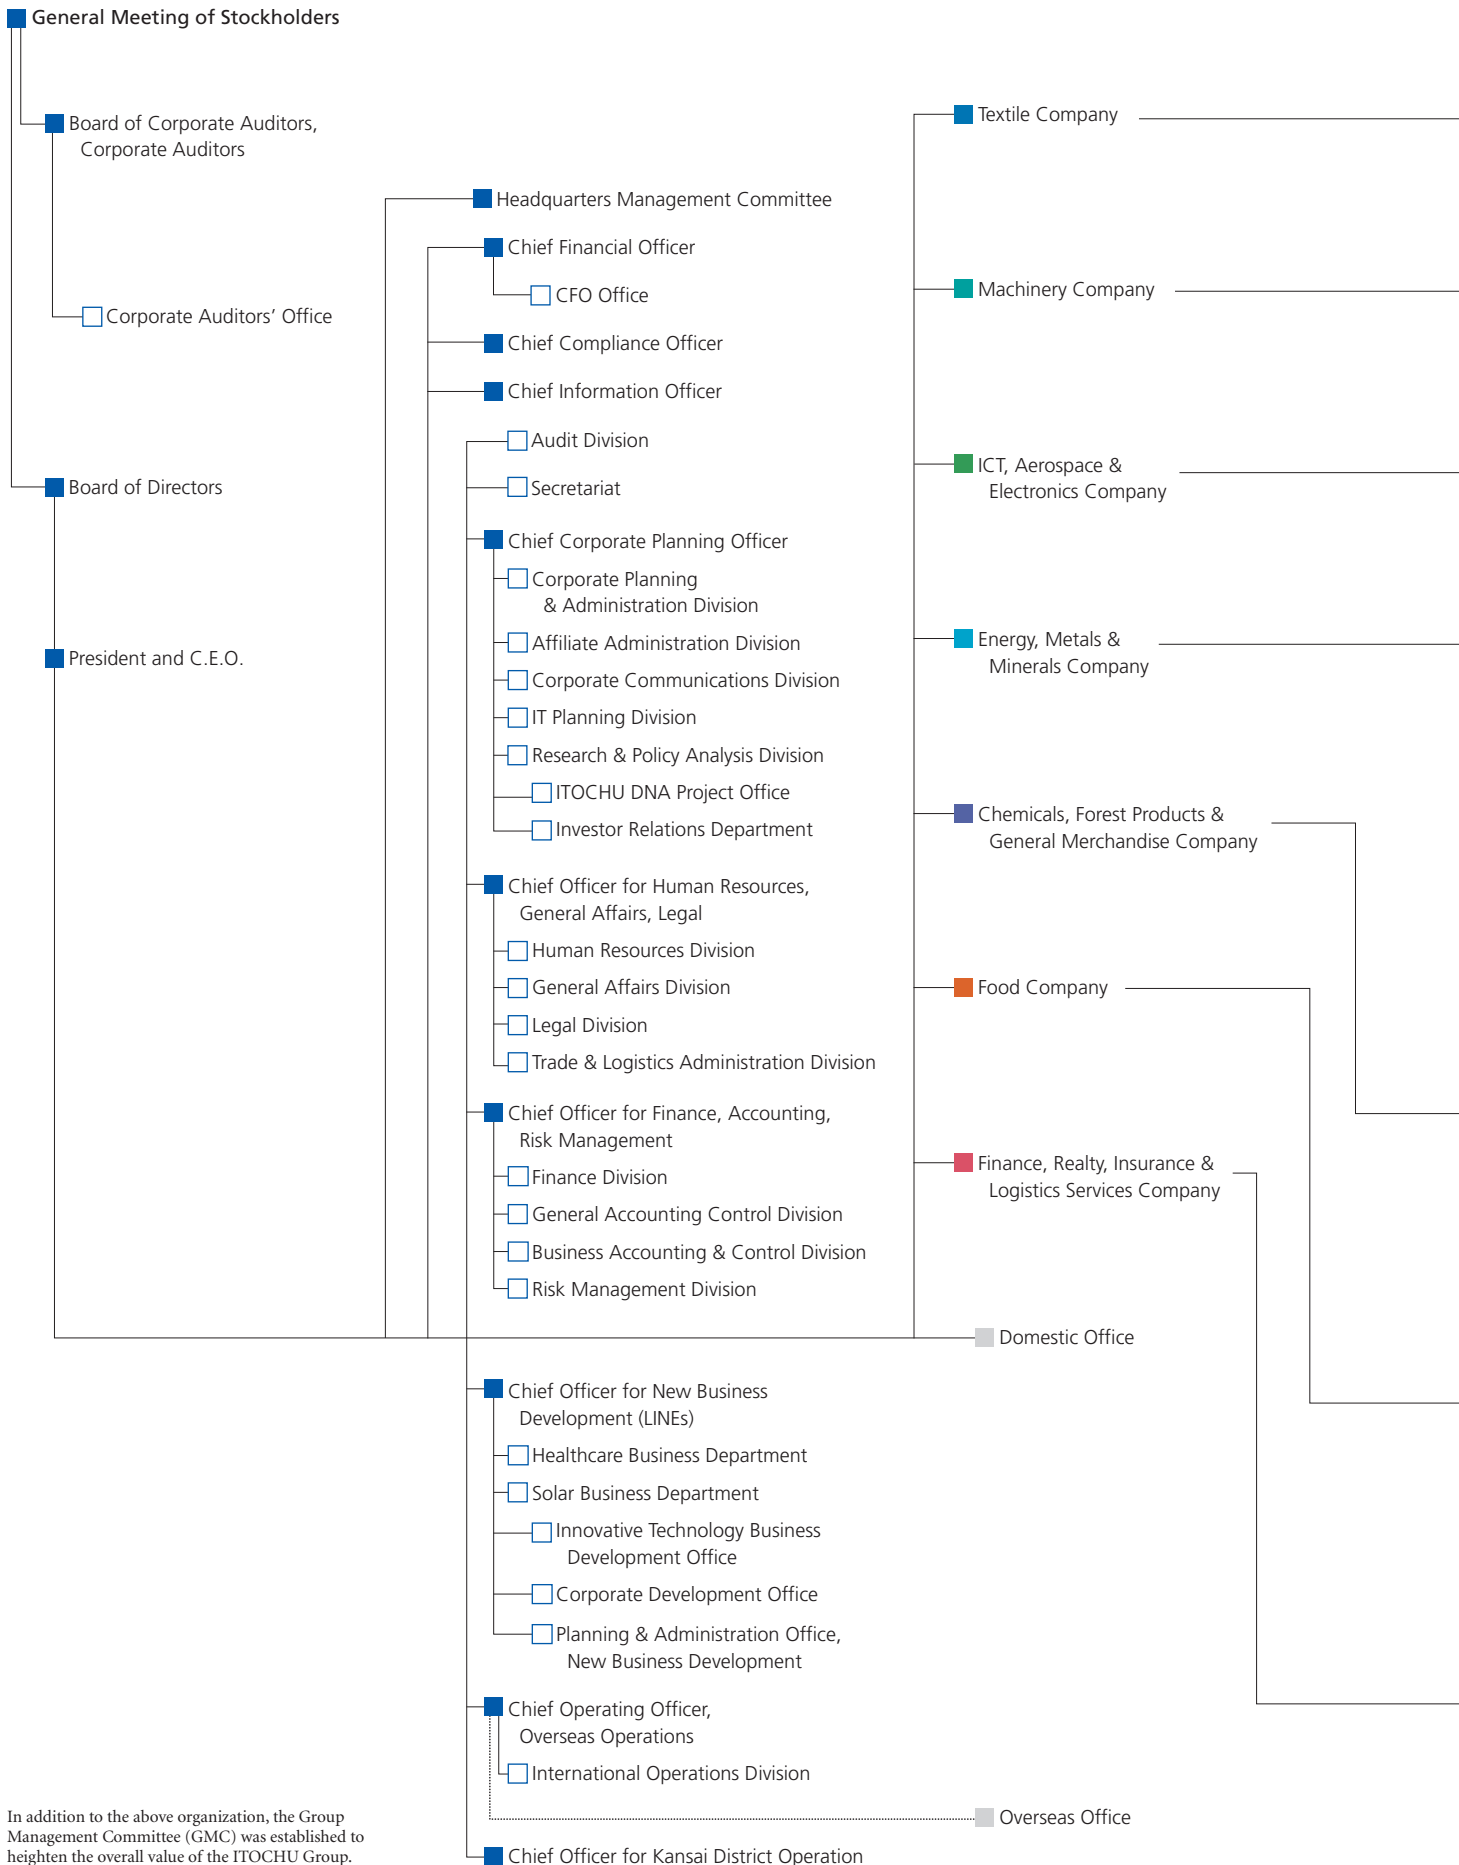 General Meeting of Stockholders
Board of Corporate Auditors,
Corporate Auditors
Corporate Auditors’ Office
Board of Directors
President and C.E.O.
Headquarters Management Committee
Chief Financial Officer
CFO Office
Chief Compliance Officer
Chief Information Officer
Audit Division
Secretariat
Chief Corporate Planning Officer
Corporate Planning
& Administration Division
Affiliate Administration Division
Corporate Communications Division
IT Planning Division
Research & Policy Analysis Division
ITOCHU DNA Project Office
Investor Relations Department
Chief Officer for Human Resources,
General Affairs, Legal
Human Resources Division
General Affairs Division
Legal Division
Trade & Logistics Administration Division
Chief Officer for Finance, Accounting,
Risk Management
Finance Division
General Accounting Control Division
Business Accounting & Control Division
Risk Management Division
Chief Officer for New Business
Development (LINEs)
Healthcare Business Department
Solar Business Department
Innovative Technology Business
Development Office
Corporate Development Office
Planning & Administration Office,
New Business Development
Chief Operating Officer,
Overseas Operations
International Operations Division
Chief Officer for Kansai District Operation
Textile Company
Machinery Company
ICT, Aerospace &
Electronics Company
Energy, Metals &
Minerals Company
Chemicals, Forest Products &
General Merchandise Company
Food Company
Finance, Realty, Insurance &
Logistics Services Company
Domestic Office
Overseas Office
In addition to the above organization, the Group
Management Committee (GMC) was established to
heighten the overall value of the ITOCHU Group.